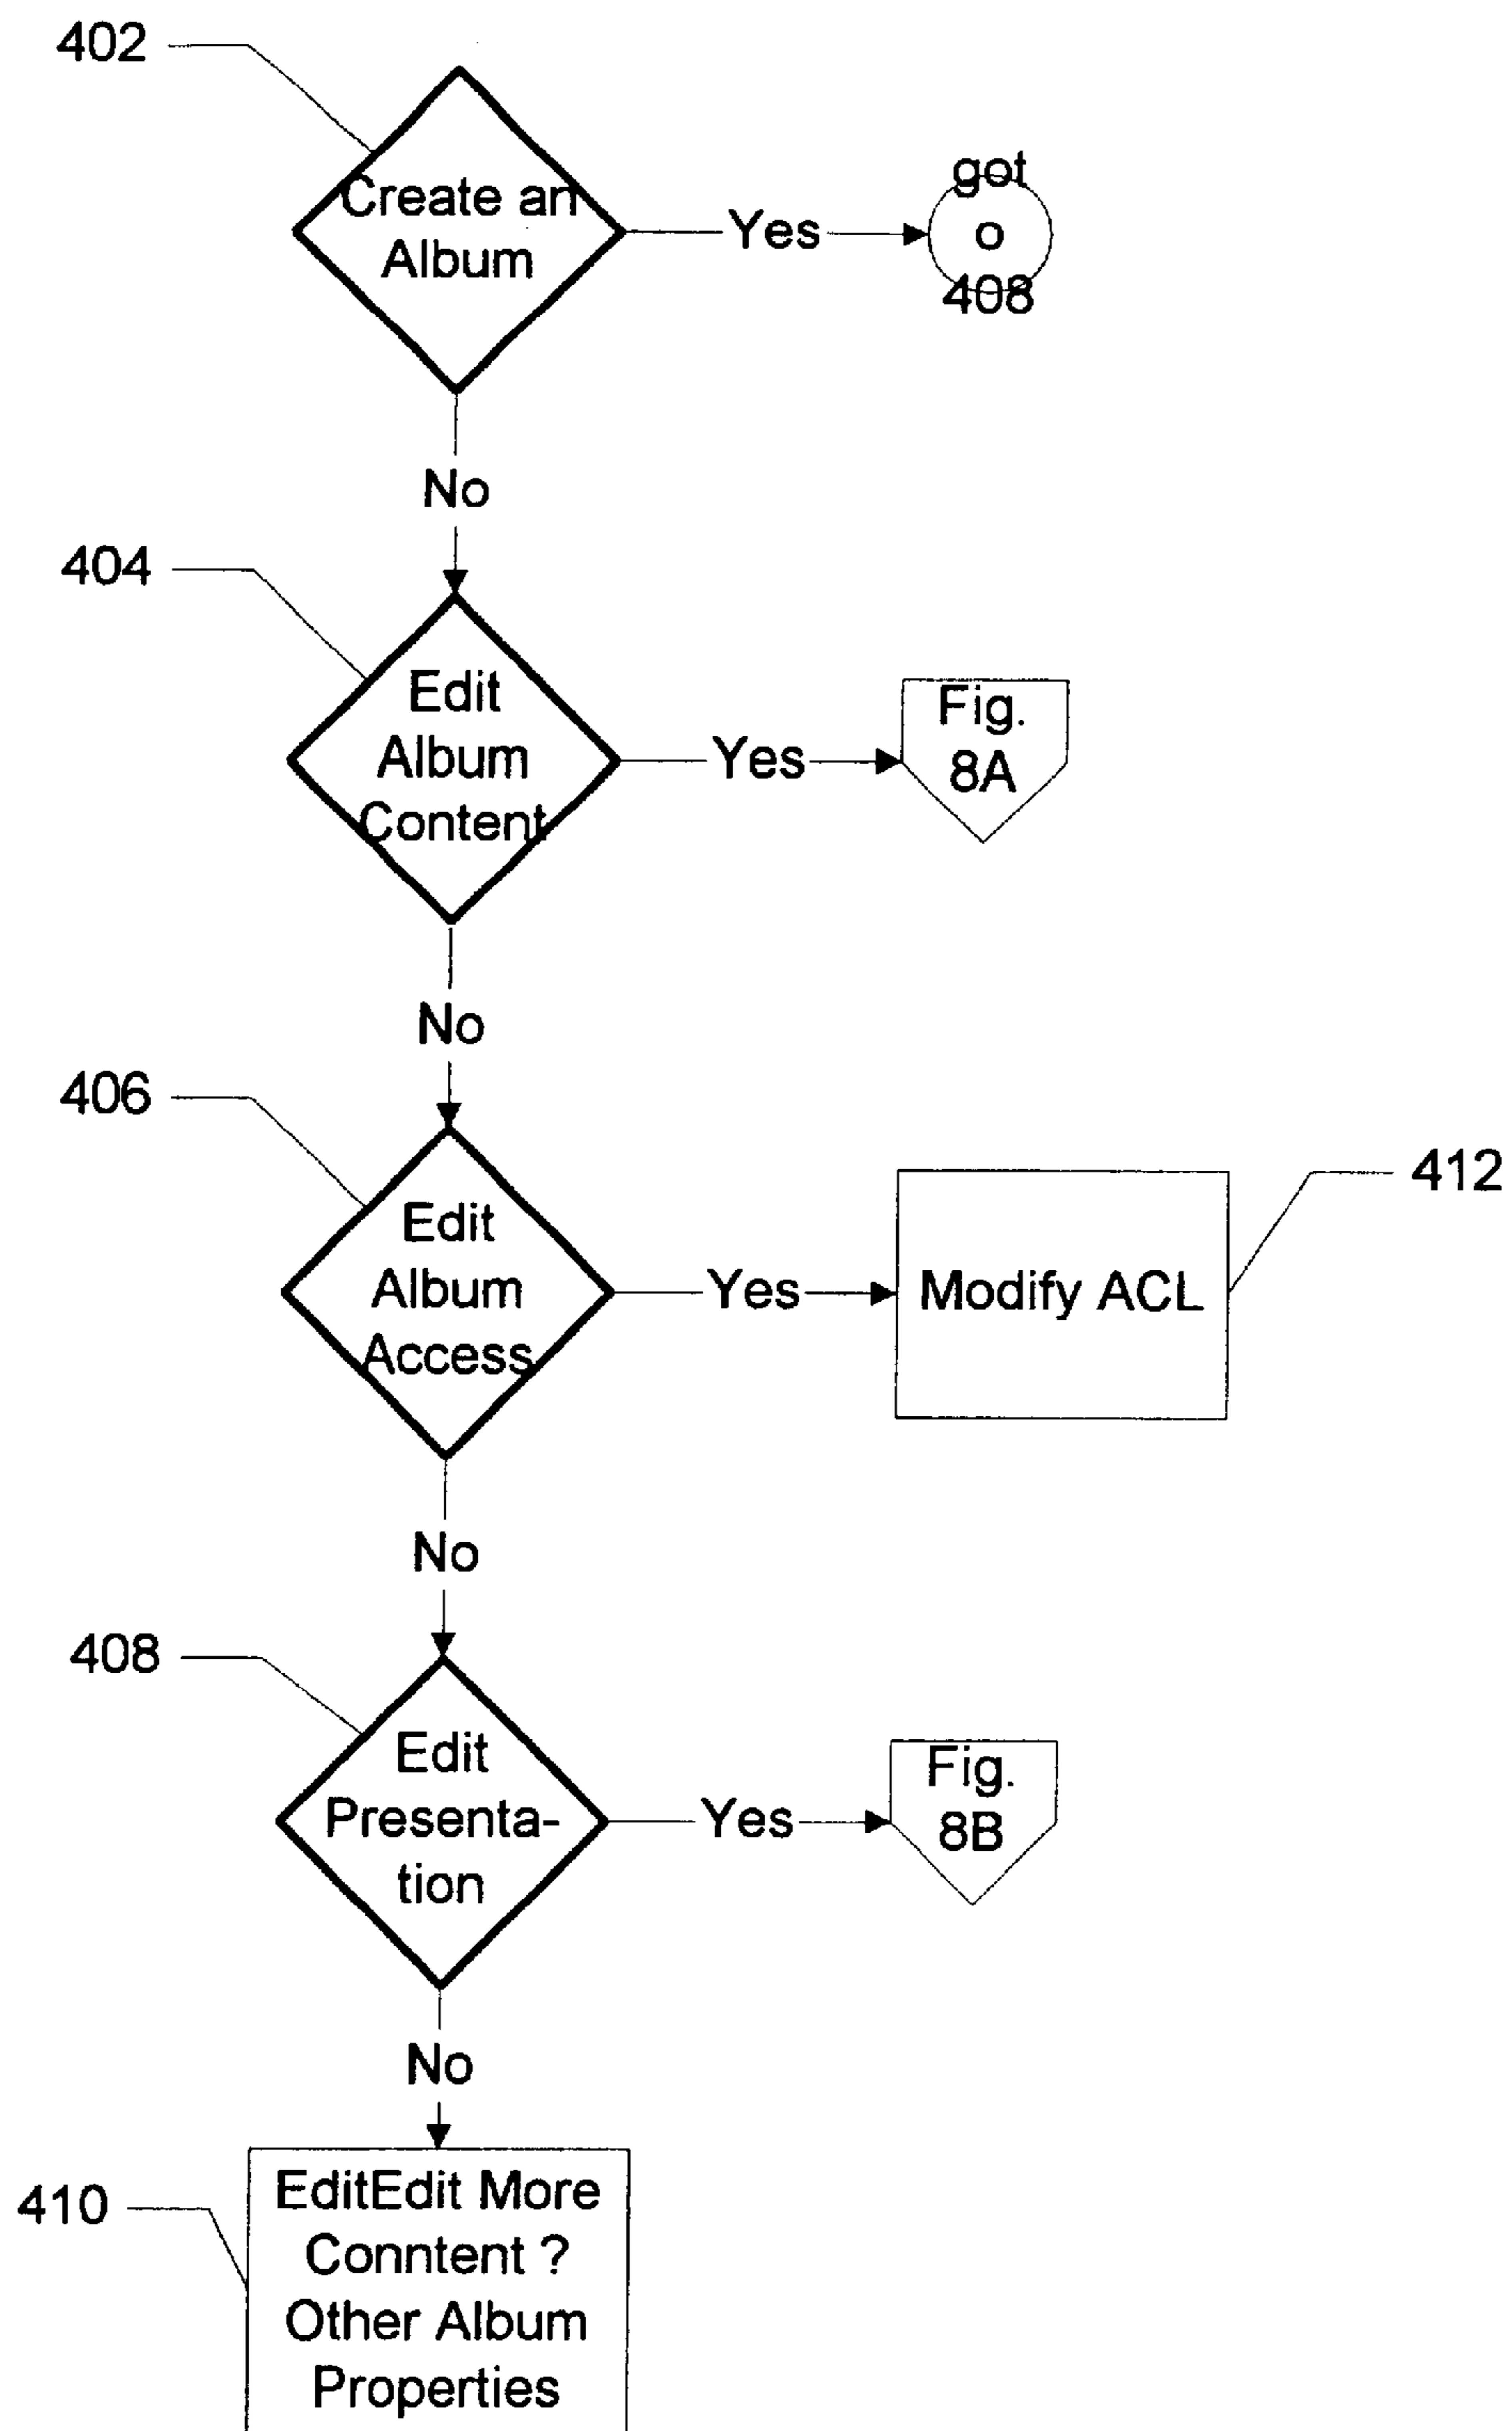 402
Create an
Album
Yes
got
o
408
No
404
Edit
Album
Content
Yes
Fig.
8A
No
406
Edit
Album
Access
Yes
Modify ACL
412
No
408
Edit
Presenta-
tion
Yes
Fig.
8B
No
410
EditEdit More
Conntent ?
Other Album
Properties